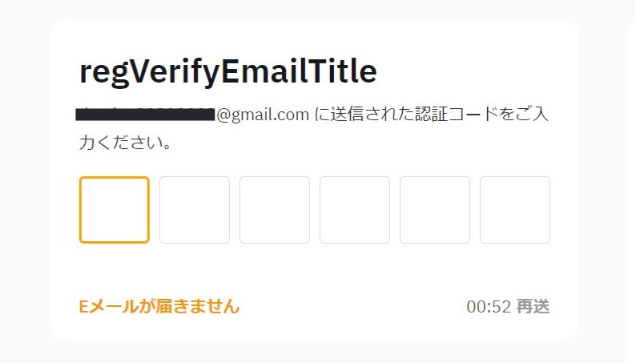 regVerifyEmailTitle
@gmail.com に送信された認証コードをご入
力ください。
Eメールが届きません
00:52 再送